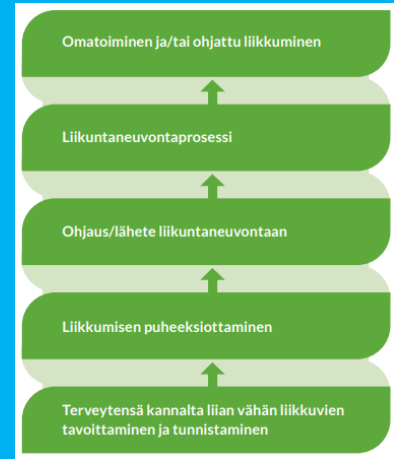 Omatoiminen ja/tai ohjattu liikkuminen
Liikuntaneuvontaprosessi
Ohjaus/lähete liikuntaneuvontaan
Liikkumisen puheeksiottaminen
Terveytensä kannalta liian vähän liikkuvien
tavoittaminen ja tunnistaminen